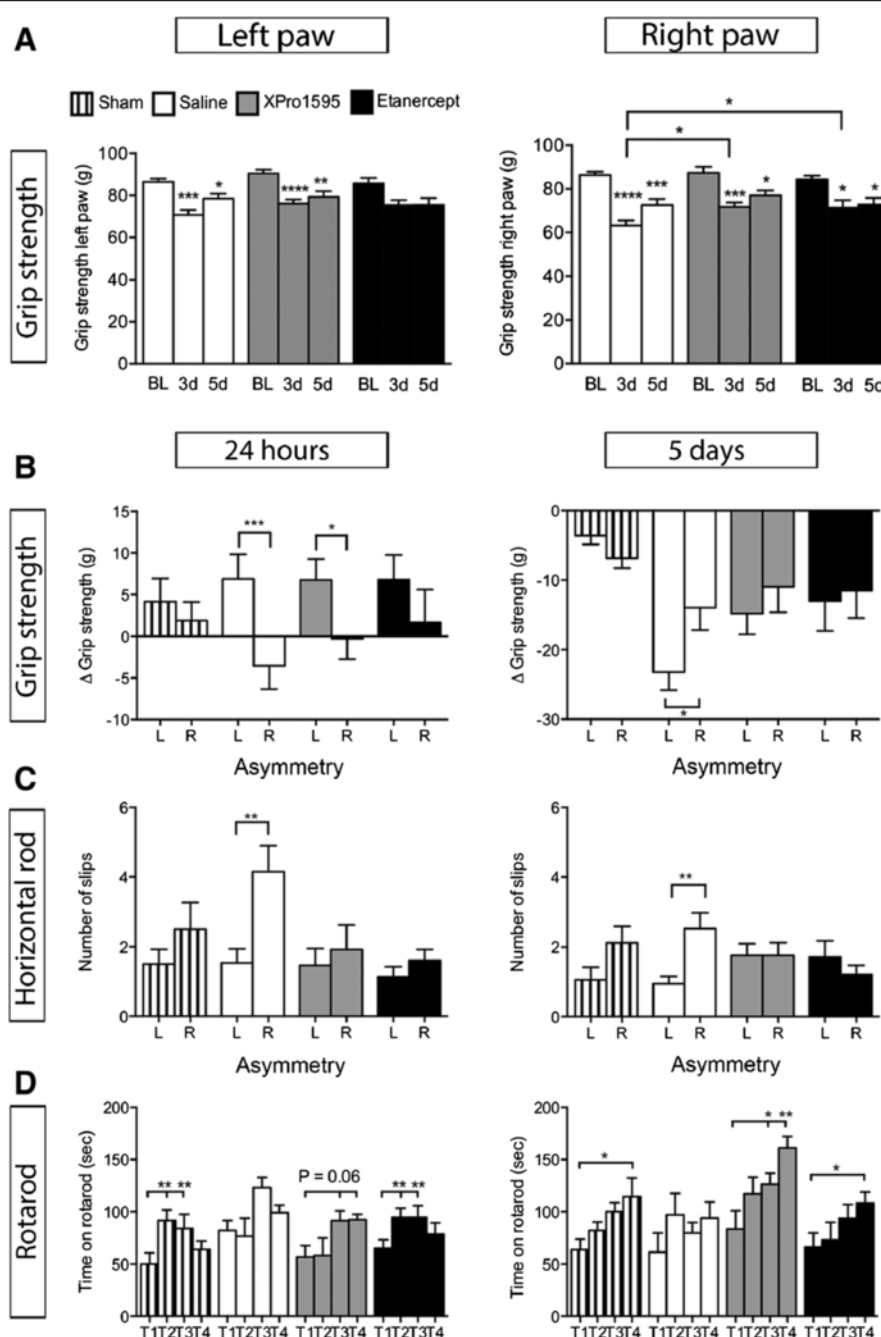 A
Left paw
Right paw
Sham Saline XPro1595 Etanercept
Grip strength
Grip strength left paw (g)
100
80
60
40
20
0
*** * **** **
BL 3d 5d BL 3d 5d BL 3d 5d
Grip strength right paw (g)
100
80
60
40
20
0
*
*
**** *** *** * * *
BL 3d 5d BL 3d 5d BL 3d 5d
B
24 hours
5 days
Grip strength
Δ Grip strength (g)
15
10
5
0
-5
-10
*** *
L R L R L R L R
Asymmetry
Δ Grip strength (g)
0
-10
-20
-30
*
L R L R L R L R
Asymmetry
C
Horizontal rod
Number of slips
6
4
2
0
**
L R L R L R L R
Asymmetry
Number of slips
6
4
2
0
**
L R L R L R L R
Asymmetry
D
Rotarod
Time on rotarod (sec)
200
150
100
50
0
** ** P = 0.06 ** **
T1T2T3T4 T1T2T3T4 T1T2T3T4 T1T2T3T4
Time on rotarod (sec)
200
150
100
50
0
* * ** *
T1T2T3T4 T1T2T3T4 T1T2T3T4 T1T2T3T4